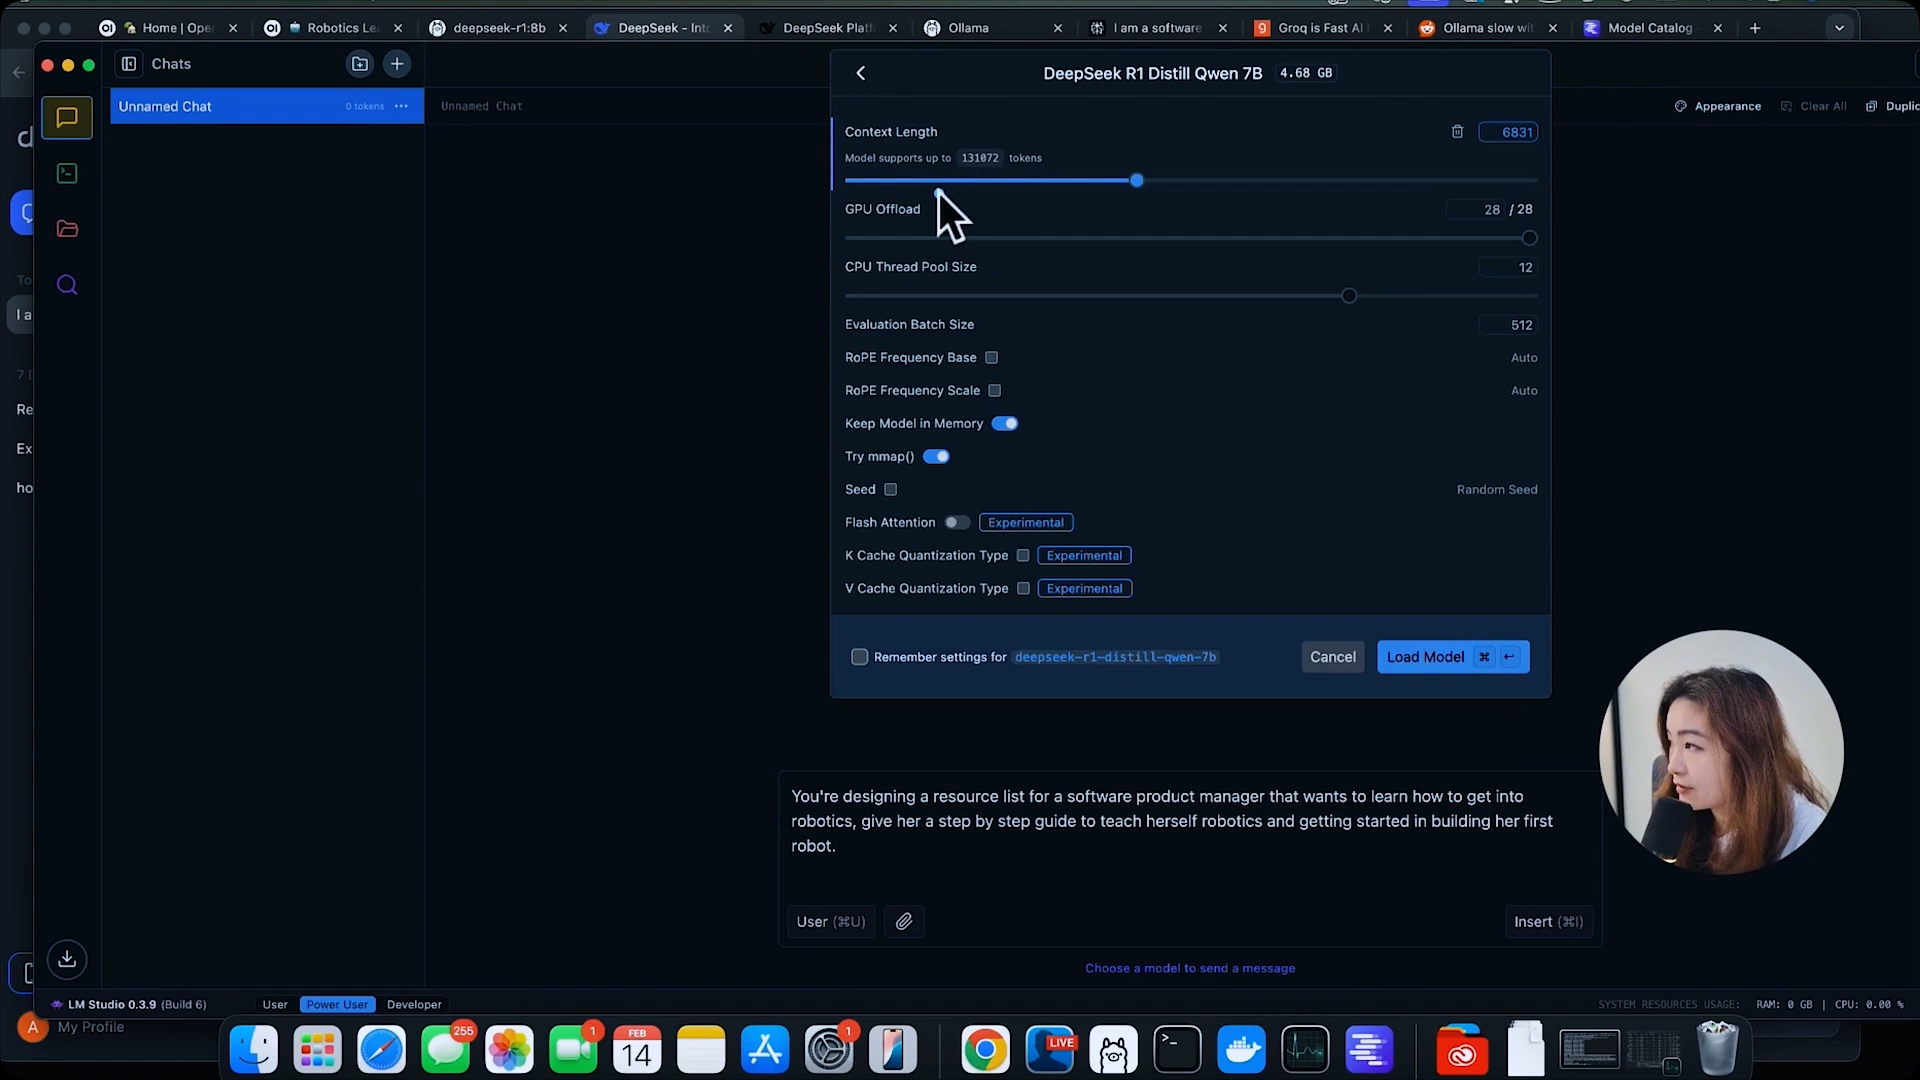 Home | Oper
Robotics Le
deepseek-r1:8b
DeepSeek - Into
DeepSeek Platf
Ollama
I am a software
Groq is Fast AI
Ollama slow wit
Model Catalog
Chats
Unnamed Chat
0 tokens
Unnamed Chat
DeepSeek R1 Distill Qwen 7B 4.68 GB
Appearance
Clear All
Duplic
Context Length
6831
Model supports up to 131072 tokens
GPU Offload
28 / 28
CPU Thread Pool Size
12
Evaluation Batch Size
512
RoPE Frequency Base
Auto
RoPE Frequency Scale
Auto
Keep Model in Memory
Try mmap()
Seed
Random Seed
Flash Attention
Experimental
K Cache Quantization Type
Experimental
V Cache Quantization Type
Experimental
Remember settings for deepseek-r1-distill-qwen-7b
Cancel
Load Model ⌘ ↩
To
I a
7 D
Re
Ex
ho
You're designing a resource list for a software product manager that wants to learn how to get into
robotics, give her a step by step guide to teach herself robotics and getting started in building her first
robot.
User (⌘U)
Insert (⌘I)
Choose a model to send a message
LM Studio 0.3.9 (Build 6)
User
Power User
Developer
SYSTEM RESOURCES USAGE: RAM: 0 GB | CPU: 0.00 %
A
My Profile
255
1
FEB
14
1
LIVE